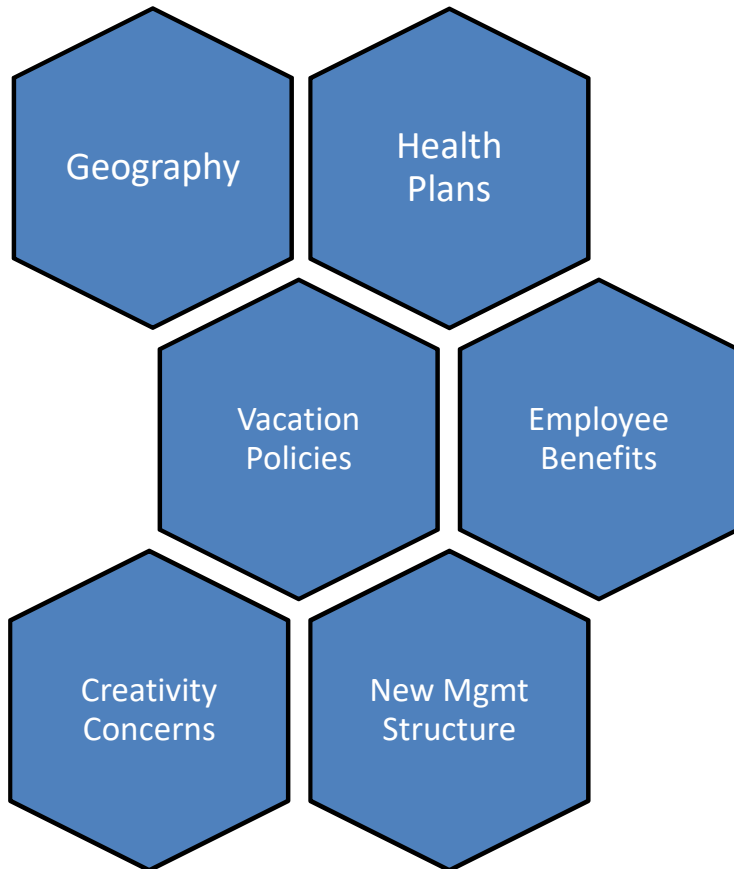 Geography
Health
Plans
Vacation
Policies
Employee
Benefits
Creativity
Concerns
New Mgmt
Structure